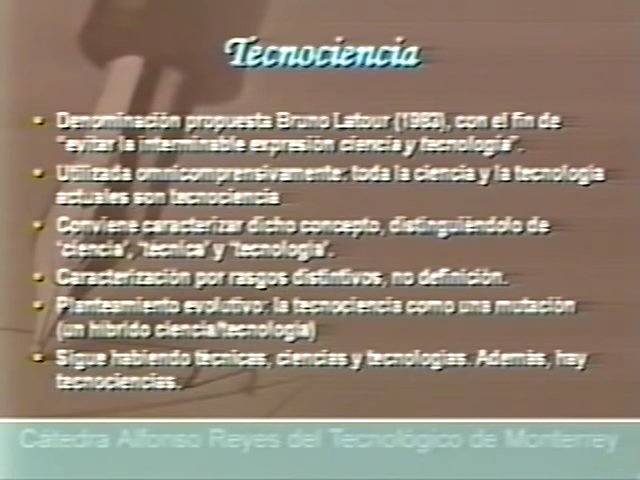 Tecnociencia
• Denominación propuesta Bruno Latour (1983), con el fin de
"evitar la interminable expresión ciencia y tecnología".
• Utilizada omnicomprensivamente: toda la ciencia y la tecnología
actuales son tecnociencia
• Conviene caracterizar dicho concepto, distinguiéndolo de
'ciencia', 'técnica' y 'tecnología'.
• Caracterización por rasgos distintivos, no definición.
• Planteamiento evolutivo: la tecnociencia como una mutación
(un híbrido ciencia/tecnología)
• Sigue habiendo técnicas, ciencias y tecnologías. Además, hay
tecnociencias.
Cátedra Alfonso Reyes del Tecnológico de Monterrey